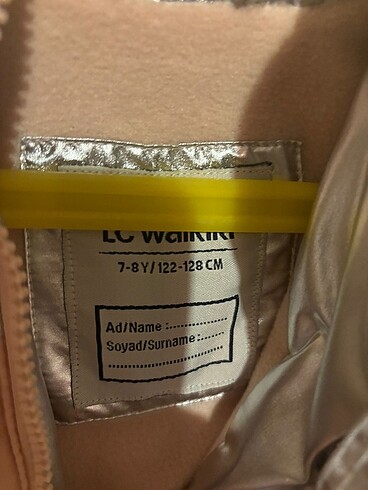 LC Waikiki
7-8 Y / 122-128 CM
Ad/Name :..............
Soyad/Surname :......
..........................